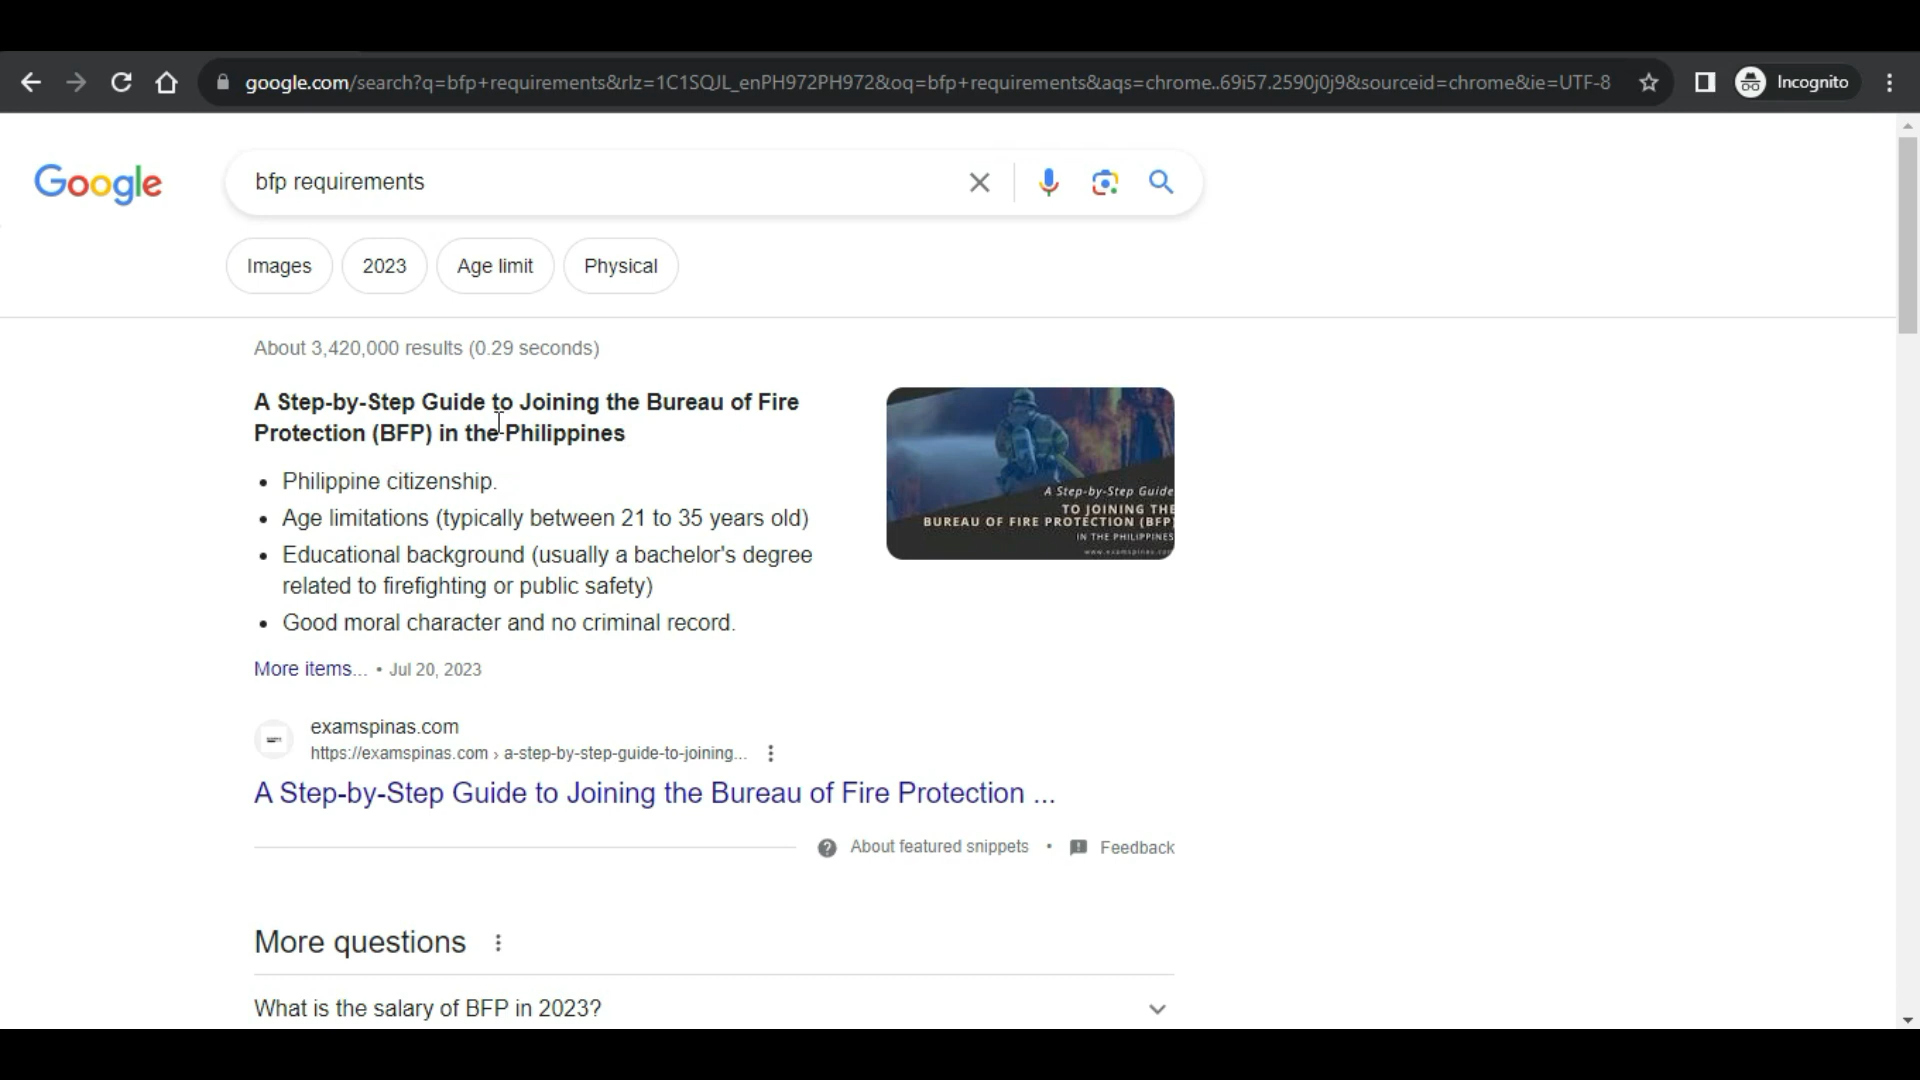 google.com/search?q=bfp+requirements&rlz=1C1SQJL_enPH972PH972&oq=bfp+requirements&aqs=chrome..69i57.2590j0j9&sourceid=chrome&ie=UTF-8
Incognito
Google
bfp requirements
Images
2023
Age limit
Physical
About 3,420,000 results (0.29 seconds)
A Step-by-Step Guide to Joining the Bureau of Fire
Protection (BFP) in the Philippines
• Philippine citizenship.
• Age limitations (typically between 21 to 35 years old)
• Educational background (usually a bachelor's degree
related to firefighting or public safety)
• Good moral character and no criminal record.
More items... • Jul 20, 2023
A Step-by-Step Guide
TO JOINING THE
BUREAU OF FIRE PROTECTION (BFP
IN THE PHILIPPINES
www.examspinas.com
examspinas.com
https://examspinas.com › a-step-by-step-guide-to-joining...
A Step-by-Step Guide to Joining the Bureau of Fire Protection ...
About featured snippets • Feedback
More questions
What is the salary of BFP in 2023?